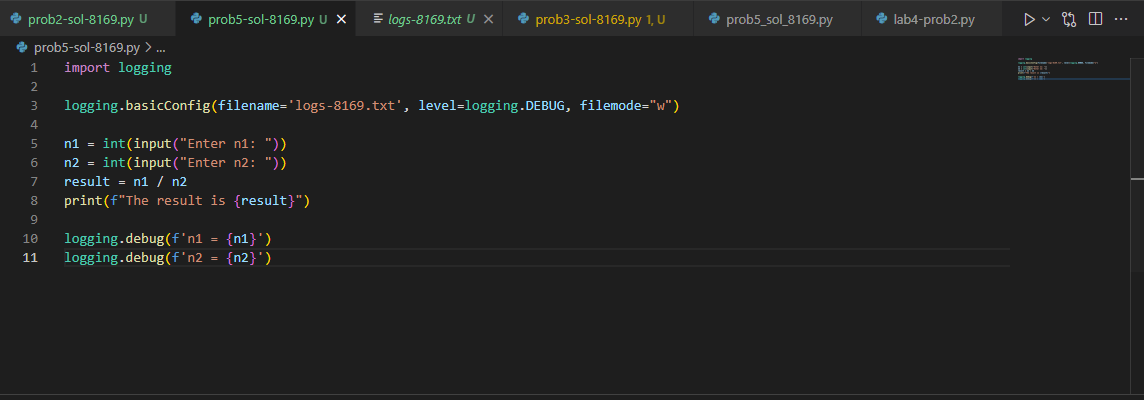 prob2-sol-8169.py U
prob5-sol-8169.py U
logs-8169.txt U
prob3-sol-8169.py 1, U
prob5_sol_8169.py
lab4-prob2.py
prob5-sol-8169.py > ...
1 import logging
2
3 logging.basicConfig(filename='logs-8169.txt', level=logging.DEBUG, filemode="w")
4
5 n1 = int(input("Enter n1: "))
6 n2 = int(input("Enter n2: "))
7 result = n1 / n2
8 print(f"The result is {result}")
9
10 logging.debug(f'n1 = {n1}')
11 logging.debug(f'n2 = {n2}')